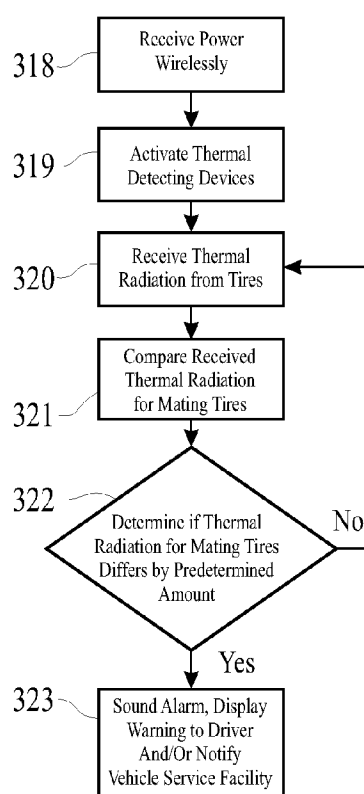 318
Receive Power
Wirelessly
319
Activate Thermal
Detecting Devices
320
Receive Thermal
Radiation from Tires
321
Compare Received
Thermal Radiation
for Mating Tires
322
Determine if Thermal
Radiation for Mating Tires
Differs by Predetermined
Amount
No
Yes
323
Sound Alarm, Display
Warning to Driver
And/Or Notify
Vehicle Service Facility